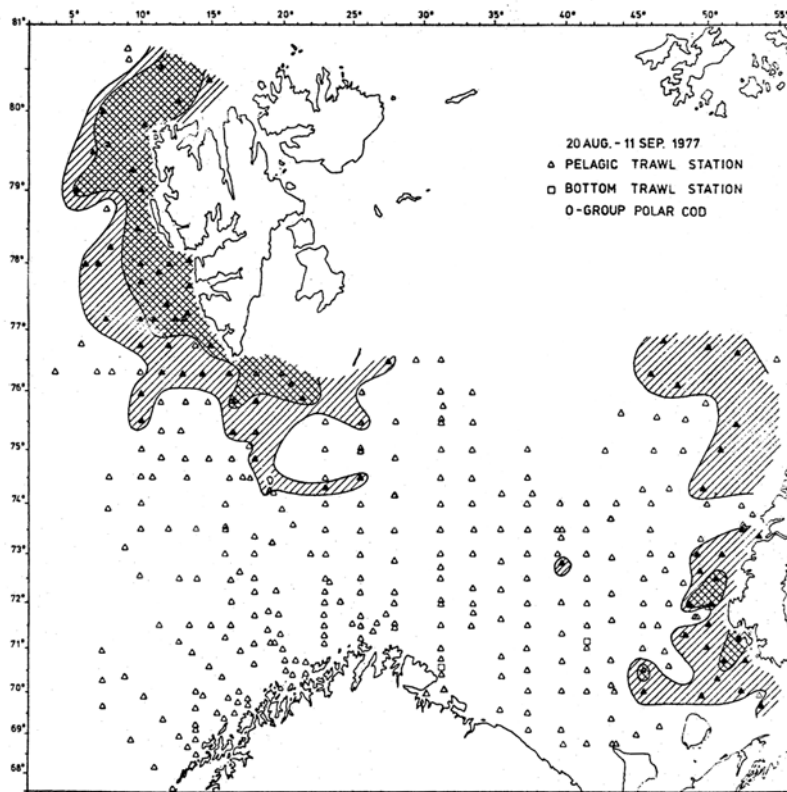 5° 10° 15° 20° 25° 30° 35° 40° 45° 50° 55°
80°
79°
78°
77°
76°
75°
74°
73°
72°
71°
70°
69°
68°
20 AUG. - 11 SEP. 1977
PELAGIC TRAWL STATION
BOTTOM TRAWL STATION
0-GROUP POLAR COD